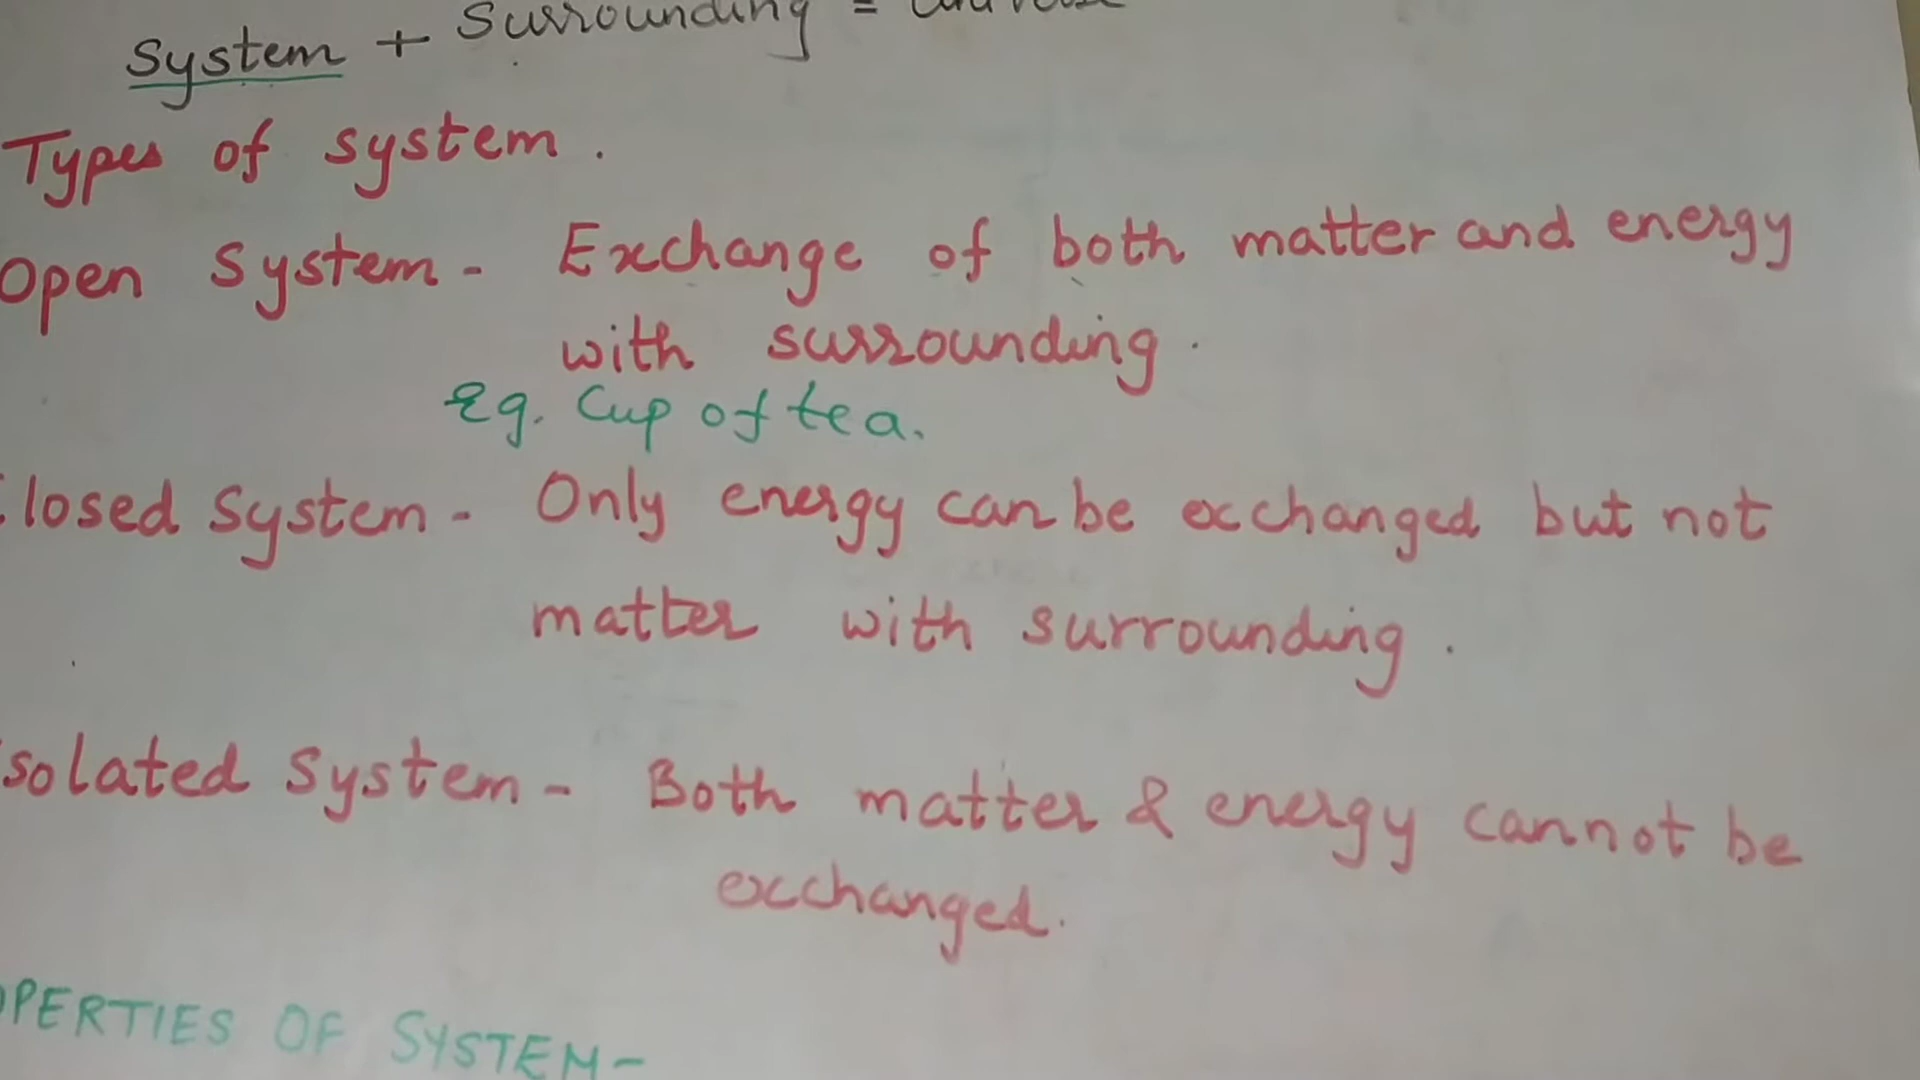 System + Surrounding =
Types of system.
Open System - Exchange of both matter and energy
with surrounding.
Eg. Cup of tea.
losed System - Only energy can be exchanged but not
matter with surrounding.
solated System - Both matter & energy cannot be
exchanged.
OPERTIES OF SYSTEM-